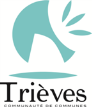 Trièves
COMMUNAUTÉ DE COMMUNES